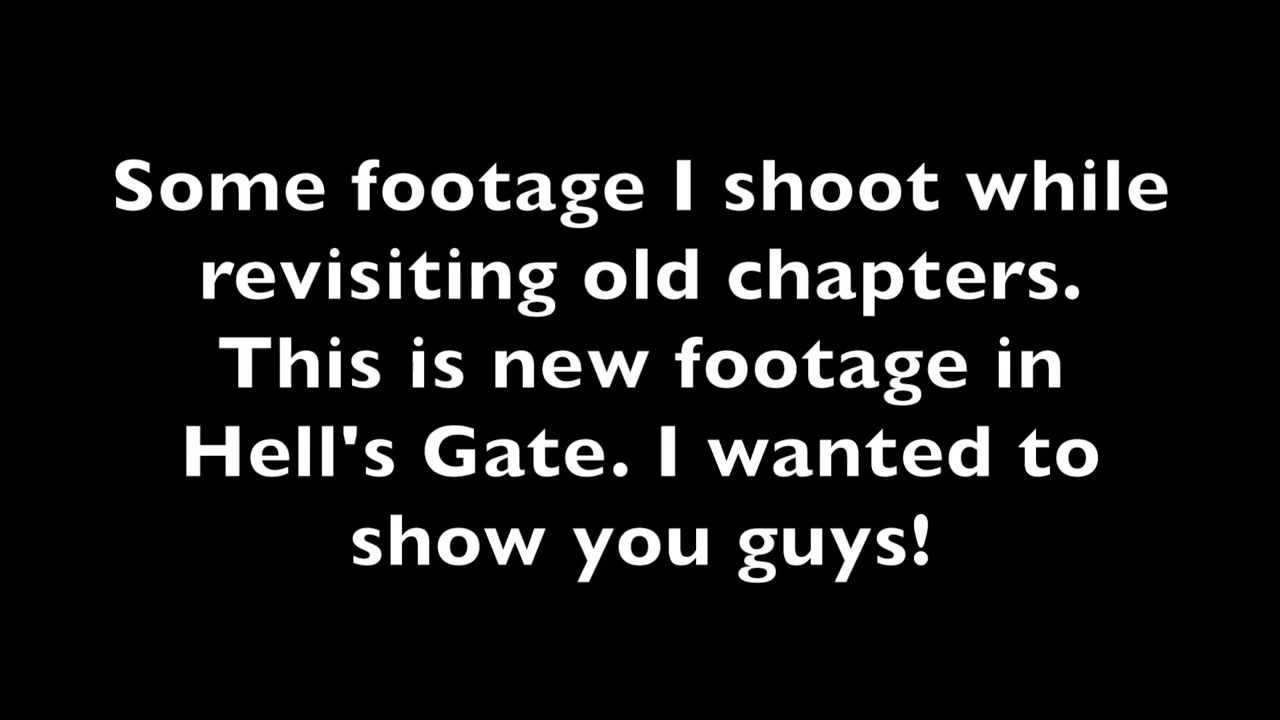 Some footage I shoot while
revisiting old chapters.
This is new footage in
Hell's Gate. I wanted to
show you guys!